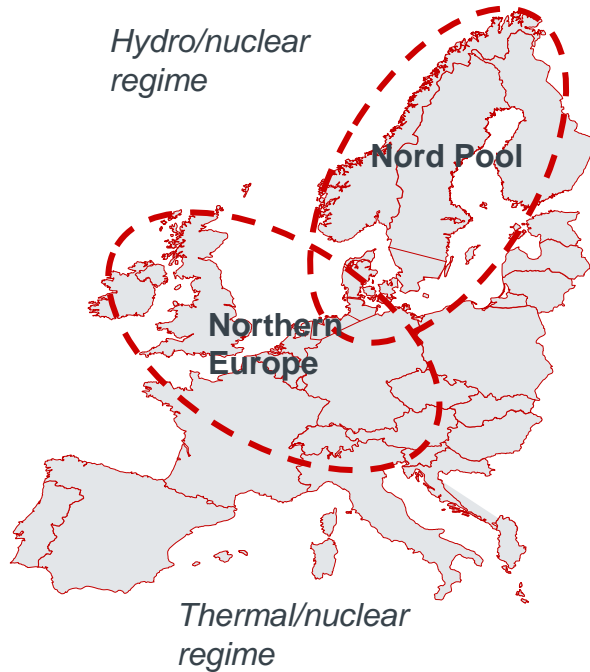 Hydro/nuclear
regime
Nord Pool
Northern
Europe
Thermal/nuclear
regime